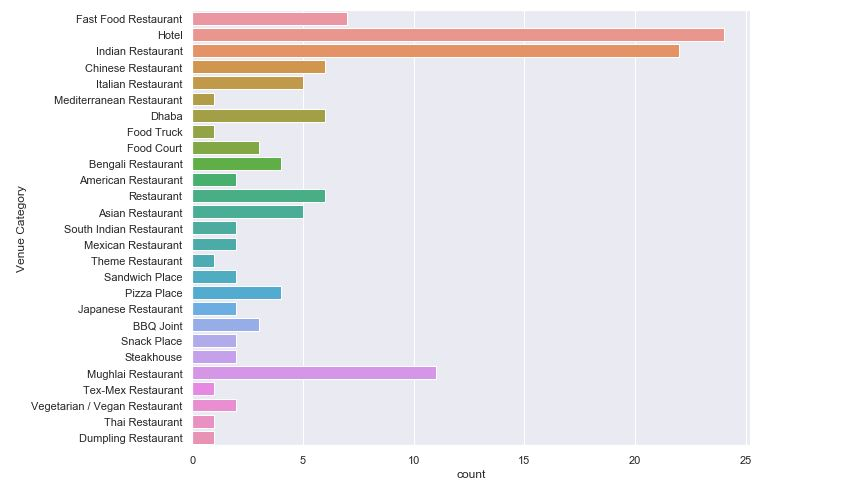 Fast Food Restaurant
Hotel
Indian Restaurant
Chinese Restaurant
Italian Restaurant
Mediterranean Restaurant
Dhaba
Food Truck
Food Court
Bengali Restaurant
American Restaurant
Restaurant
Asian Restaurant
South Indian Restaurant
Mexican Restaurant
Theme Restaurant
Sandwich Place
Pizza Place
Japanese Restaurant
BBQ Joint
Snack Place
Steakhouse
Mughlai Restaurant
Tex-Mex Restaurant
Vegetarian / Vegan Restaurant
Thai Restaurant
Dumpling Restaurant
Venue Category
0 5 10 15 20 25
count